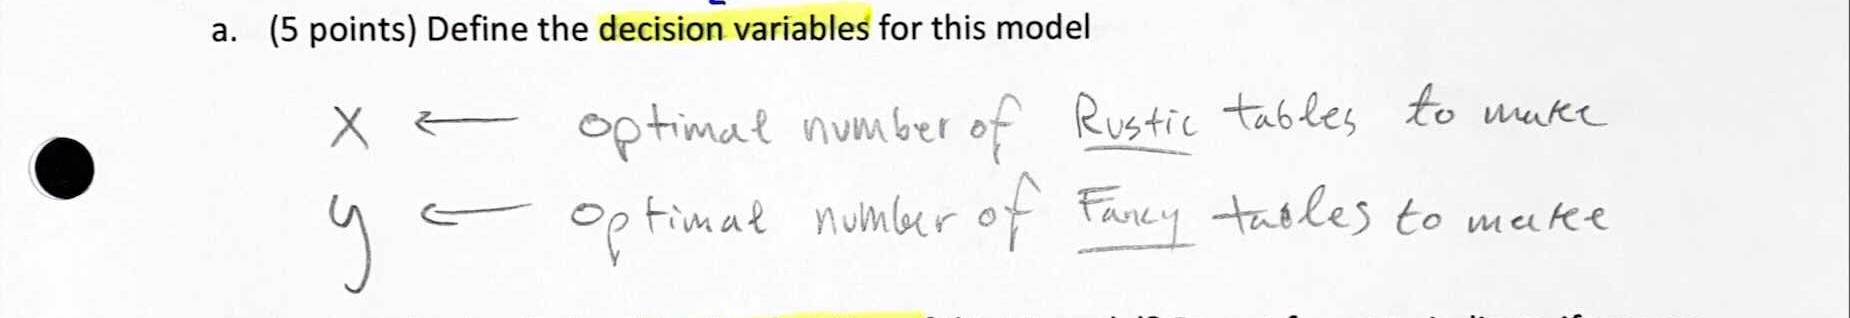 a. (5 points) Define the decision variables for this model
X ← optimal number of Rustic tables to make
y ← optimal number of Fancy tables to make